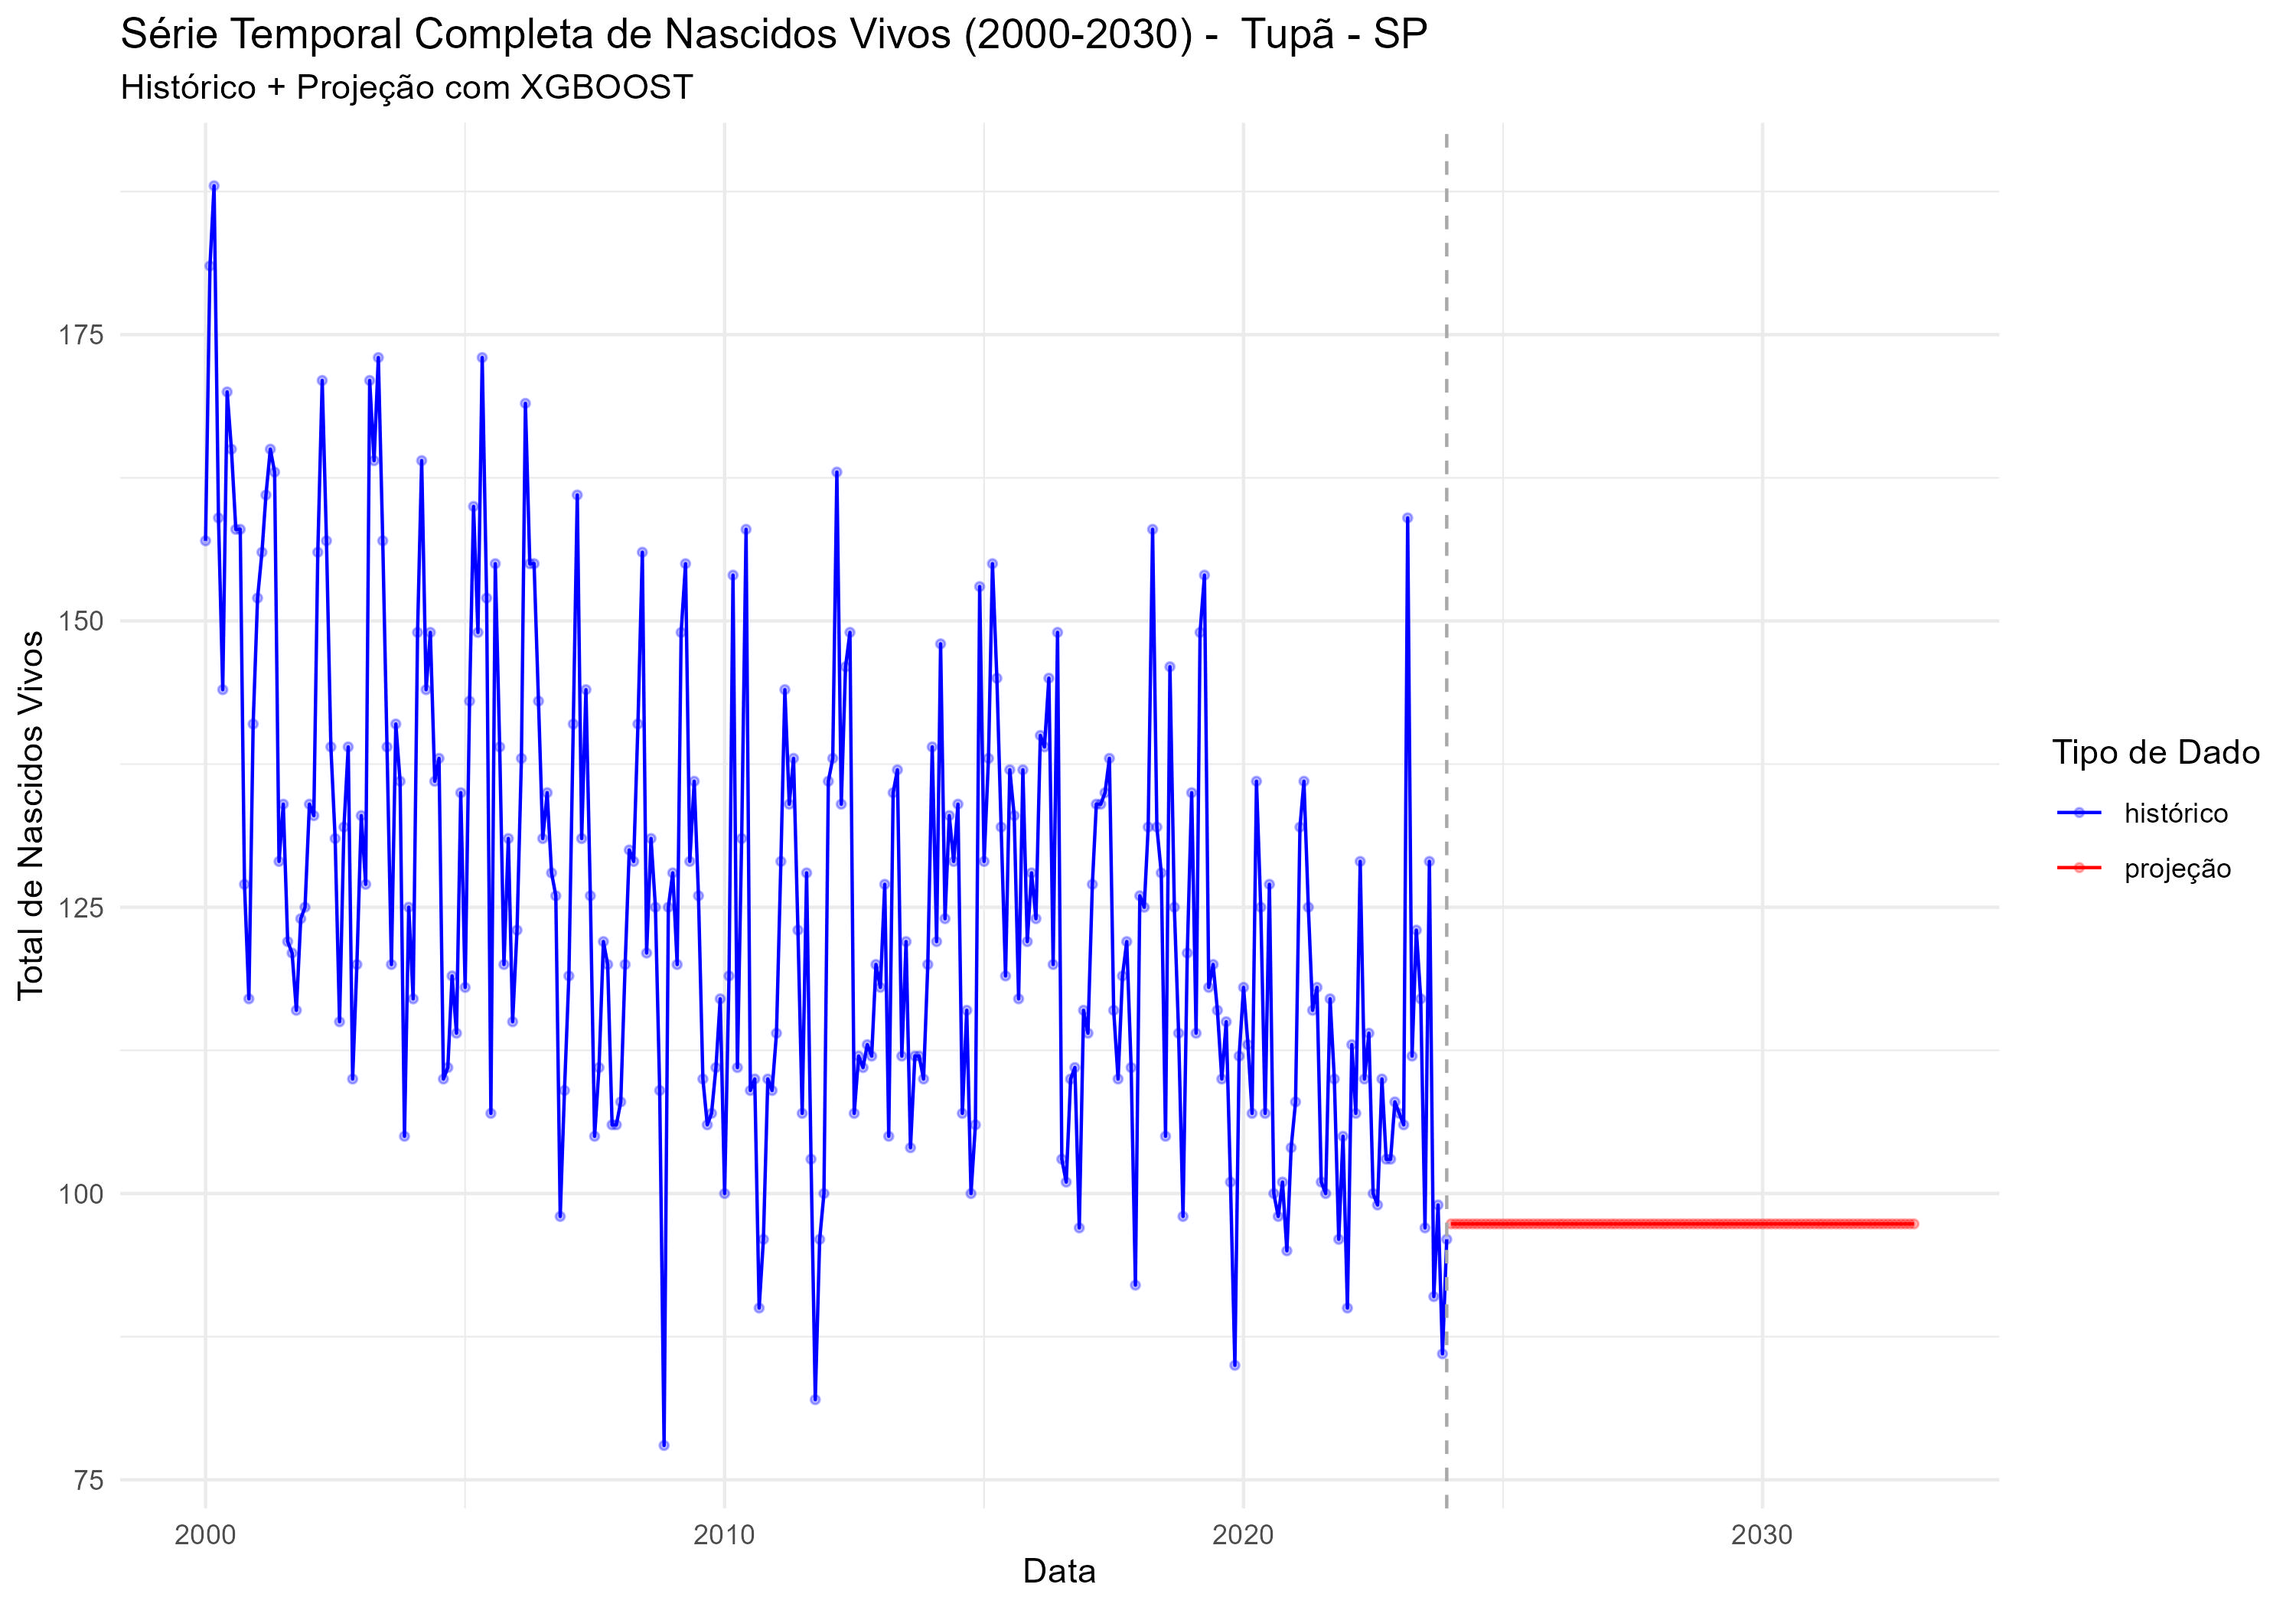 Série Temporal Completa de Nascidos Vivos (2000-2030) -  Tupã - SP
Histórico + Projeção com XGBOOST
Total de Nascidos Vivos
175
150
125
100
75
2000
2010
2020
2030
Data
Tipo de Dado
histórico
projeção